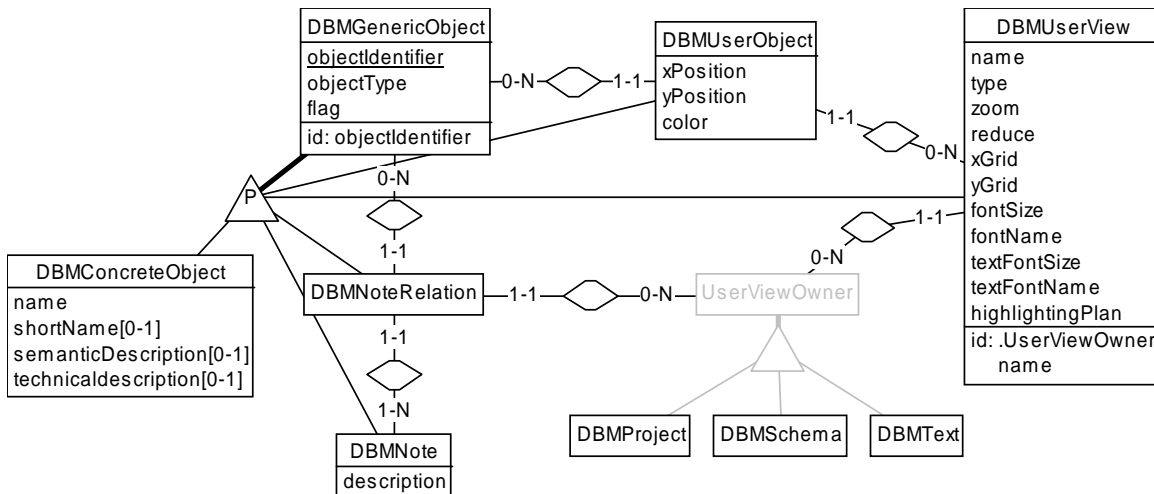 DBMGenericObject
objectIdentifier
objectType
flag
id: objectIdentifier
0-N
1-1
DBMUserObject
xPosition
yPosition
color
1-1
0-N
DBMUserView
name
type
zoom
reduce
xGrid
yGrid
fontSize
fontName
textFontSize
textFontName
highlightingPlan
id: .UserViewOwner
name
P
0-N
1-1
1-1
0-N
DBMConcreteObject
name
shortName[0-1]
semanticDescription[0-1]
technicaldescription[0-1]
DBMNoteRelation
1-1
0-N
UserViewOwner
1-1
1-N
DBMNote
description
DBMProject
DBMSchema
DBMText